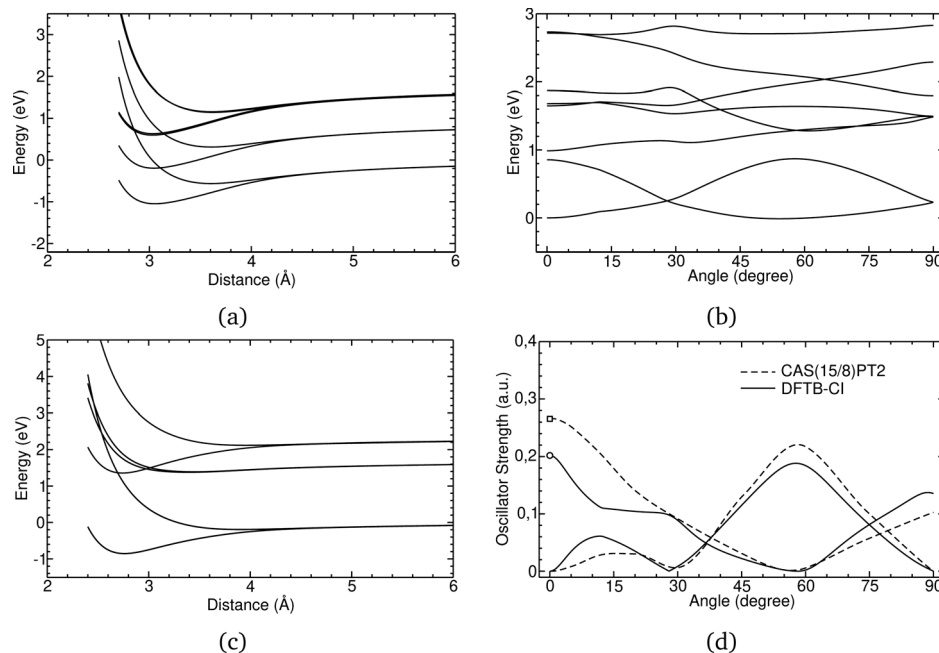 3
2
1
0
-1
-2
Energy (eV)
2 3 4 5 6
Distance (Å)
(a)
3
2
1
0
Energy (eV)
0 15 30 45 60 75 90
Angle (degree)
(b)
5
4
3
2
1
0
-1
Energy (eV)
2 3 4 5 6
Distance (Å)
(c)
0,4
0,3
0,2
0,1
0
Oscillator Strength (a.u.)
CAS(15/8)PT2
DFTB-CI
0 15 30 45 60 75 90
Angle (degree)
(d)